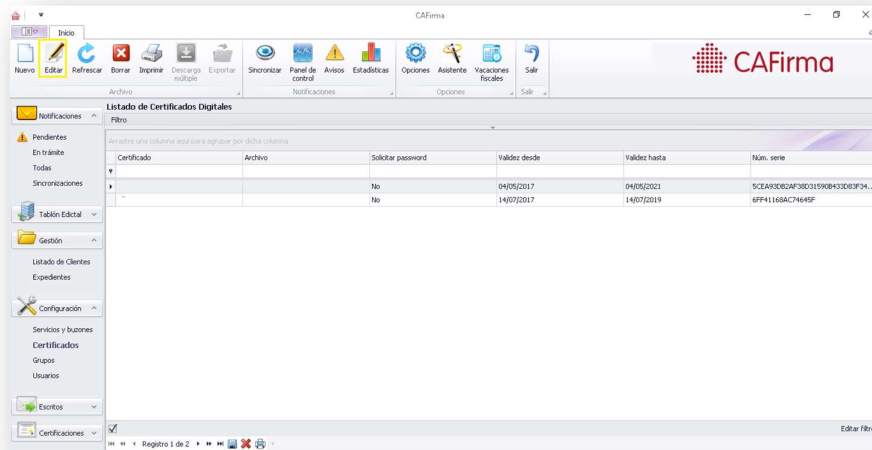 CAFirma
Inicio
Nuevo Editar Refrescar Borrar Imprimir Descarga múltiple Exportar Sincronizar Panel de control Avisos Estadísticas Opciones Asistente Vacaciones fiscales Salir
Archivo Notificaciones Opciones Salir
CAFirma
Notificaciones
Pendientes
En trámite
Todas
Sincronizaciones
Tablón Edictal
Gestión
Listado de Clientes
Expedientes
Configuración
Servicios y buzones
Certificados
Grupos
Usuarios
Escritos
Certificaciones
Listado de Certificados Digitales
Filtro
Arrastre una columna aquí para agrupar por dicha columna
Certificado Archivo Solicitar password Validez desde Validez hasta Núm. serie
No 04/05/2017 04/05/2021 5CEA93DB2AF38D31590B433D83F34...
No 14/07/2017 14/07/2019 6FF41168AC74645F
Editar filtro
Registro 1 de 2